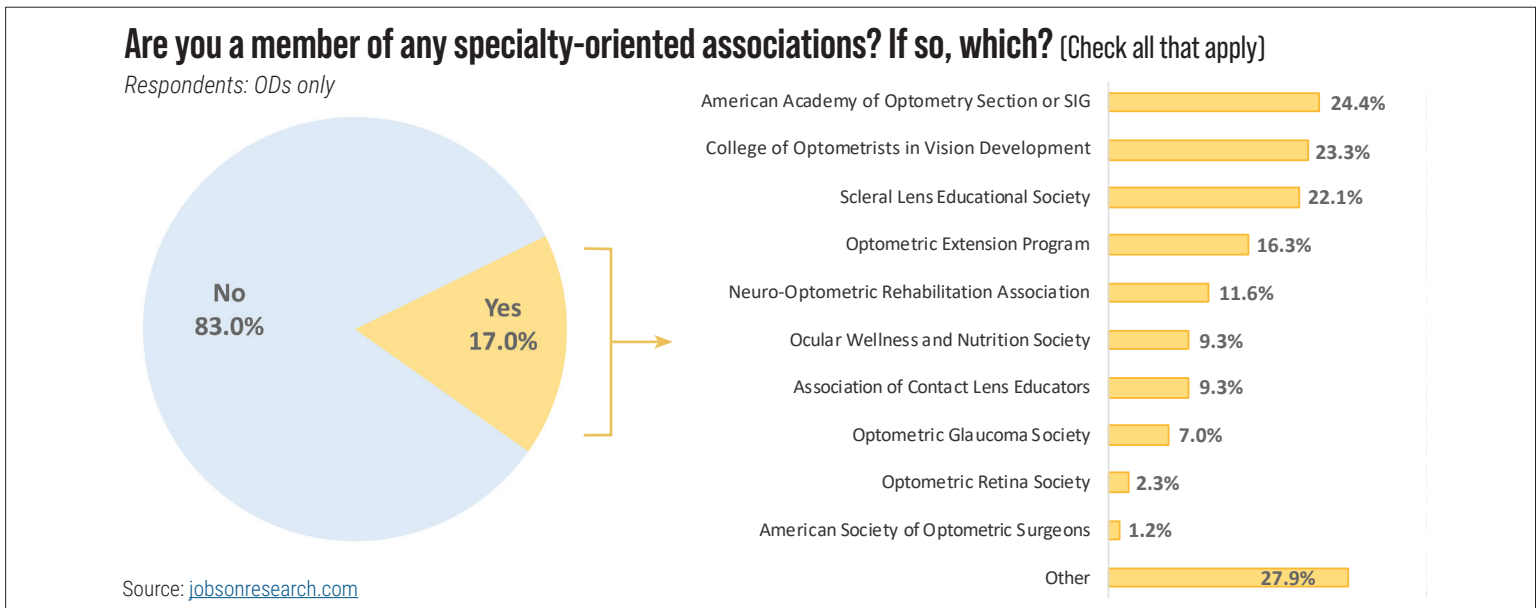 Are you a member of any specialty-oriented associations? If so, which? (Check all that apply)
Respondents: ODs only
No
83.0%
Yes
17.0%
American Academy of Optometry Section or SIG 24.4%
College of Optometrists in Vision Development 23.3%
Scleral Lens Educational Society 22.1%
Optometric Extension Program 16.3%
Neuro-Optometric Rehabilitation Association 11.6%
Ocular Wellness and Nutrition Society 9.3%
Association of Contact Lens Educators 9.3%
Optometric Glaucoma Society 7.0%
Optometric Retina Society 2.3%
American Society of Optometric Surgeons 1.2%
Other 27.9%
Source: jobsonresearch.com